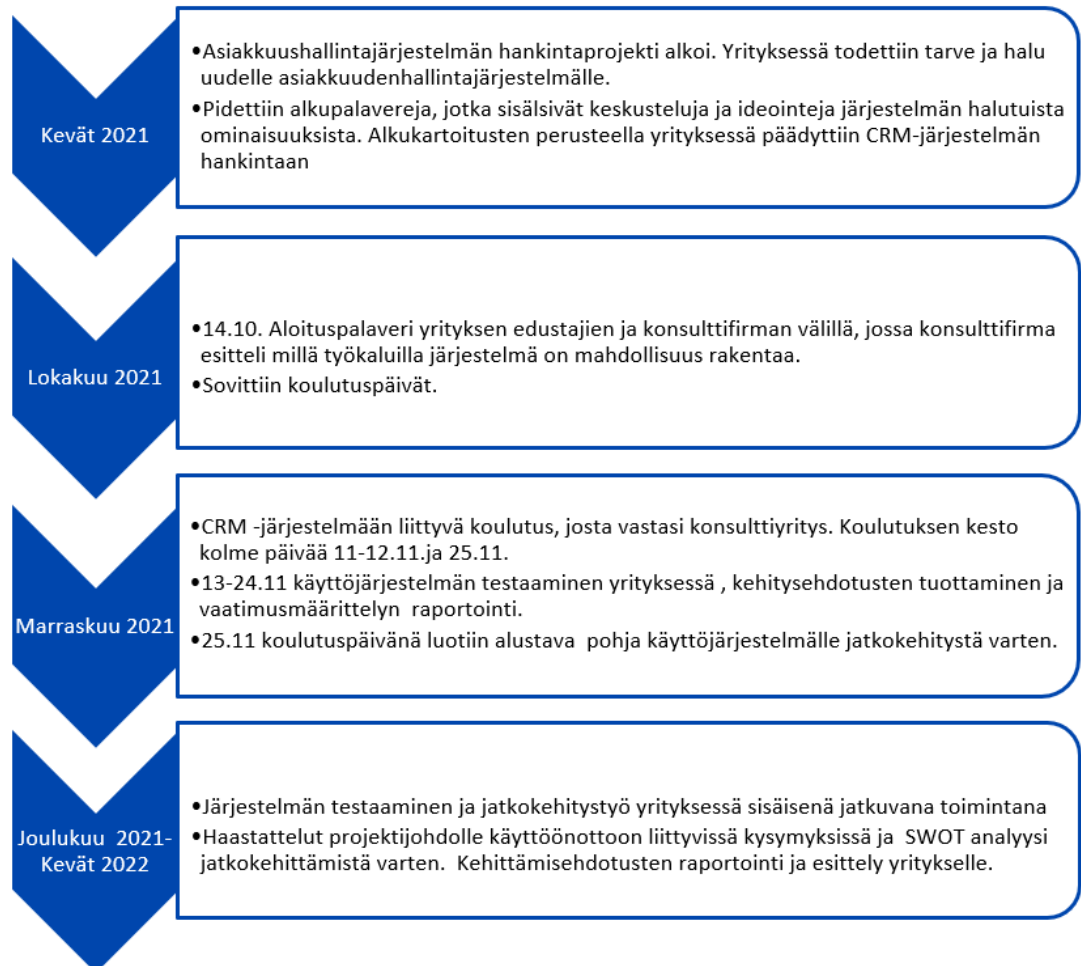 Kevät 2021
•Asiakkuushallintajärjestelmän hankintaprojekti alkoi. Yrityksessä todettiin tarve ja halu
uudelle asiakkuudenhallintajärjestelmälle.
•Pidettiin alkupalavereja, jotka sisälsivät keskusteluja ja ideointeja järjestelmän halutuista
ominaisuuksista. Alkukartoitusten perusteella yrityksessä päädyttiin CRM-järjestelmän
hankintaan
Lokakuu 2021
•14.10. Aloituspalaveri yrityksen edustajien ja konsulttifirman välillä, jossa konsulttifirma
esitteli millä työkaluilla järjestelmä on mahdollisuus rakentaa.
•Sovittiin koulutuspäivät.
Marraskuu 2021
•CRM -järjestelmään liittyvä koulutus, josta vastasi konsulttiyritys. Koulutuksen kesto
kolme päivää 11-12.11.ja 25.11.
•13-24.11 käyttöjärjestelmän testaaminen yrityksessä , kehitysehdotusten tuottaminen ja
vaatimusmäärittelyn  raportointi.
•25.11 koulutuspäivänä luotiin alustava  pohja käyttöjärjestelmälle jatkokehitystä varten.
Joulukuu  2021-
Kevät 2022
•Järjestelmän testaaminen ja jatkokehitystyö yrityksessä sisäisenä jatkuvana toimintana
•Haastattelut projektijohdolle käyttöönottoon liittyvissä kysymyksissä ja  SWOT analyysi
jatkokehittämistä varten.  Kehittämisehdotusten raportointi ja esittely yritykselle.